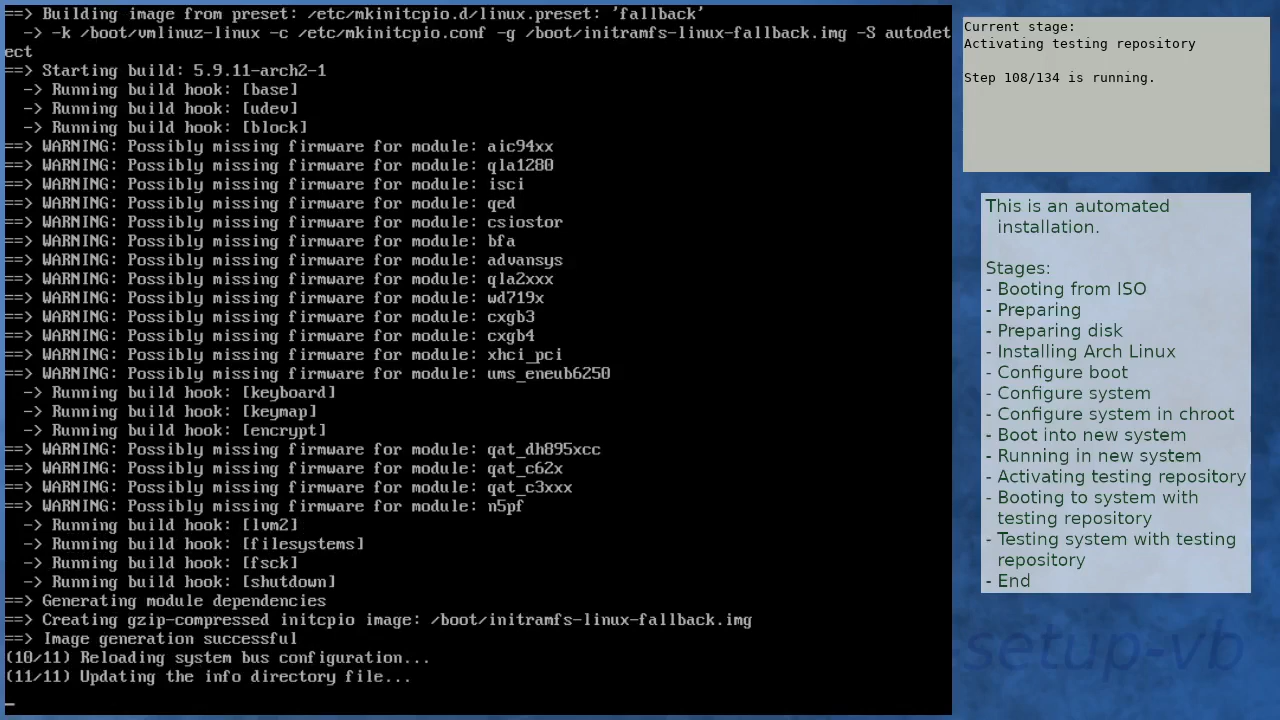 ==> Building image from preset: /etc/mkinitcpio.d/linux.preset: 'fallback'
  -> -k /boot/vmlinuz-linux -c /etc/mkinitcpio.conf -g /boot/initramfs-linux-fallback.img -S autodet
ect
==> Starting build: 5.9.11-arch2-1
  -> Running build hook: [base]
  -> Running build hook: [udev]
  -> Running build hook: [block]
==> WARNING: Possibly missing firmware for module: aic94xx
==> WARNING: Possibly missing firmware for module: qla1280
==> WARNING: Possibly missing firmware for module: isci
==> WARNING: Possibly missing firmware for module: qed
==> WARNING: Possibly missing firmware for module: csiostor
==> WARNING: Possibly missing firmware for module: bfa
==> WARNING: Possibly missing firmware for module: advansys
==> WARNING: Possibly missing firmware for module: qla2xxx
==> WARNING: Possibly missing firmware for module: wd719x
==> WARNING: Possibly missing firmware for module: cxgb3
==> WARNING: Possibly missing firmware for module: cxgb4
==> WARNING: Possibly missing firmware for module: xhci_pci
==> WARNING: Possibly missing firmware for module: ums_eneub6250
  -> Running build hook: [keyboard]
  -> Running build hook: [keymap]
  -> Running build hook: [encrypt]
==> WARNING: Possibly missing firmware for module: qat_dh895xcc
==> WARNING: Possibly missing firmware for module: qat_c62x
==> WARNING: Possibly missing firmware for module: qat_c3xxx
==> WARNING: Possibly missing firmware for module: n5pf
  -> Running build hook: [lvm2]
  -> Running build hook: [filesystems]
  -> Running build hook: [fsck]
  -> Running build hook: [shutdown]
==> Generating module dependencies
==> Creating gzip-compressed initcpio image: /boot/initramfs-linux-fallback.img
==> Image generation successful
(10/11) Reloading system bus configuration...
(11/11) Updating the info directory file...
_
Current stage:
Activating testing repository
Step 108/134 is running.
This is an automated
installation.
Stages:
- Booting from ISO
- Preparing
- Preparing disk
- Installing Arch Linux
- Configure boot
- Configure system
- Configure system in chroot
- Boot into new system
- Running in new system
- Activating testing repository
- Booting to system with
testing repository
- Testing system with testing
repository
- End
setup-vb